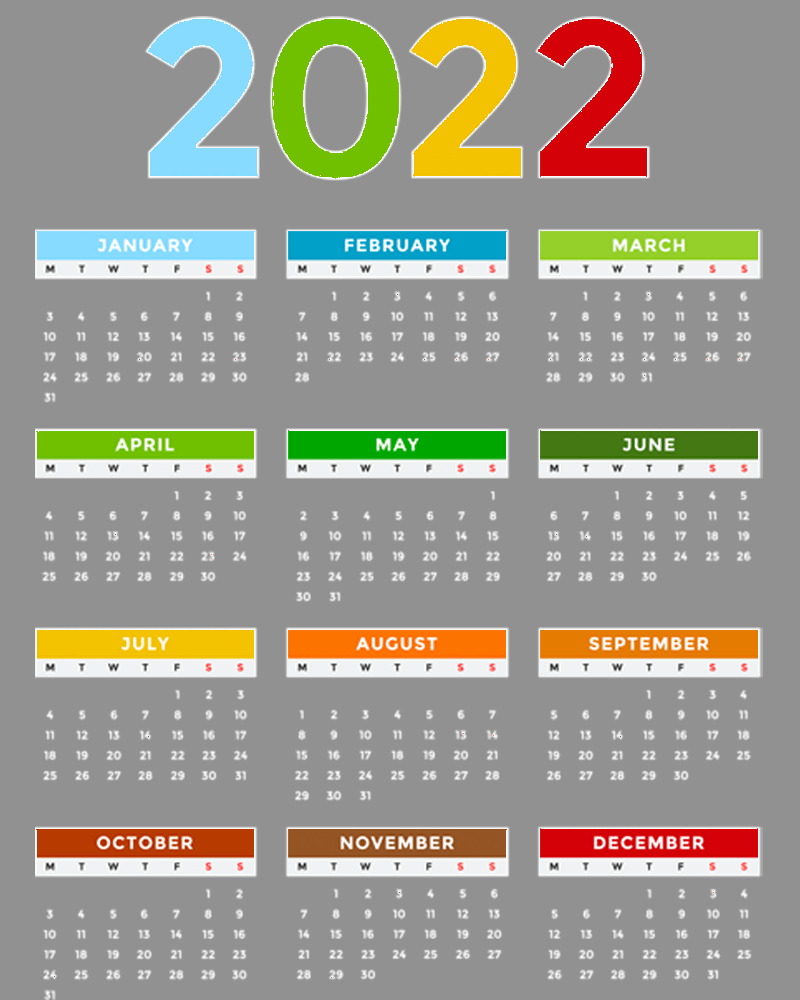 2022
JANUARY FEBRUARY MARCH
M T W T F S S M T W T F S S M T W T F S S
1 2 1 2 3 4 5 6 1 2 3 4 5 6
3 4 5 6 7 8 9 7 8 9 10 11 12 13 7 8 9 10 11 12 13
10 11 12 13 14 15 16 14 15 16 17 18 19 20 14 15 16 17 18 19 20
17 18 19 20 21 22 23 21 22 23 24 25 26 27 21 22 23 24 25 26 27
24 25 26 27 28 29 30 28 28 29 30 31
31
APRIL MAY JUNE
M T W T F S S M T W T F S S M T W T F S S
1 2 3 1 1 2 3 4 5
4 5 6 7 8 9 10 2 3 4 5 6 7 8 6 7 8 9 10 11 12
11 12 13 14 15 16 17 9 10 11 12 13 14 15 13 14 15 16 17 18 19
18 19 20 21 22 23 24 16 17 18 19 20 21 22 20 21 22 23 24 25 26
25 26 27 28 29 30 23 24 25 26 27 28 29 27 28 29 30
30 31
JULY AUGUST SEPTEMBER
M T W T F S S M T W T F S S M T W T F S S
1 2 3 1 2 3 4
4 5 6 7 8 9 10 1 2 3 4 5 6 7 5 6 7 8 9 10 11
11 12 13 14 15 16 17 8 9 10 11 12 13 14 12 13 14 15 16 17 18
18 19 20 21 22 23 24 15 16 17 18 19 20 21 19 20 21 22 23 24 25
25 26 27 28 29 30 31 22 23 24 25 26 27 28 26 27 28 29 30
29 30 31
OCTOBER NOVEMBER DECEMBER
M T W T F S S M T W T F S S M T W T F S S
1 2 1 2 3 4 5 6 1 2 3 4
3 4 5 6 7 8 9 7 8 9 10 11 12 13 5 6 7 8 9 10 11
10 11 12 13 14 15 16 14 15 16 17 18 19 20 12 13 14 15 16 17 18
17 18 19 20 21 22 23 21 22 23 24 25 26 27 19 20 21 22 23 24 25
24 25 26 27 28 29 30 28 29 30 26 27 28 29 30 31
31